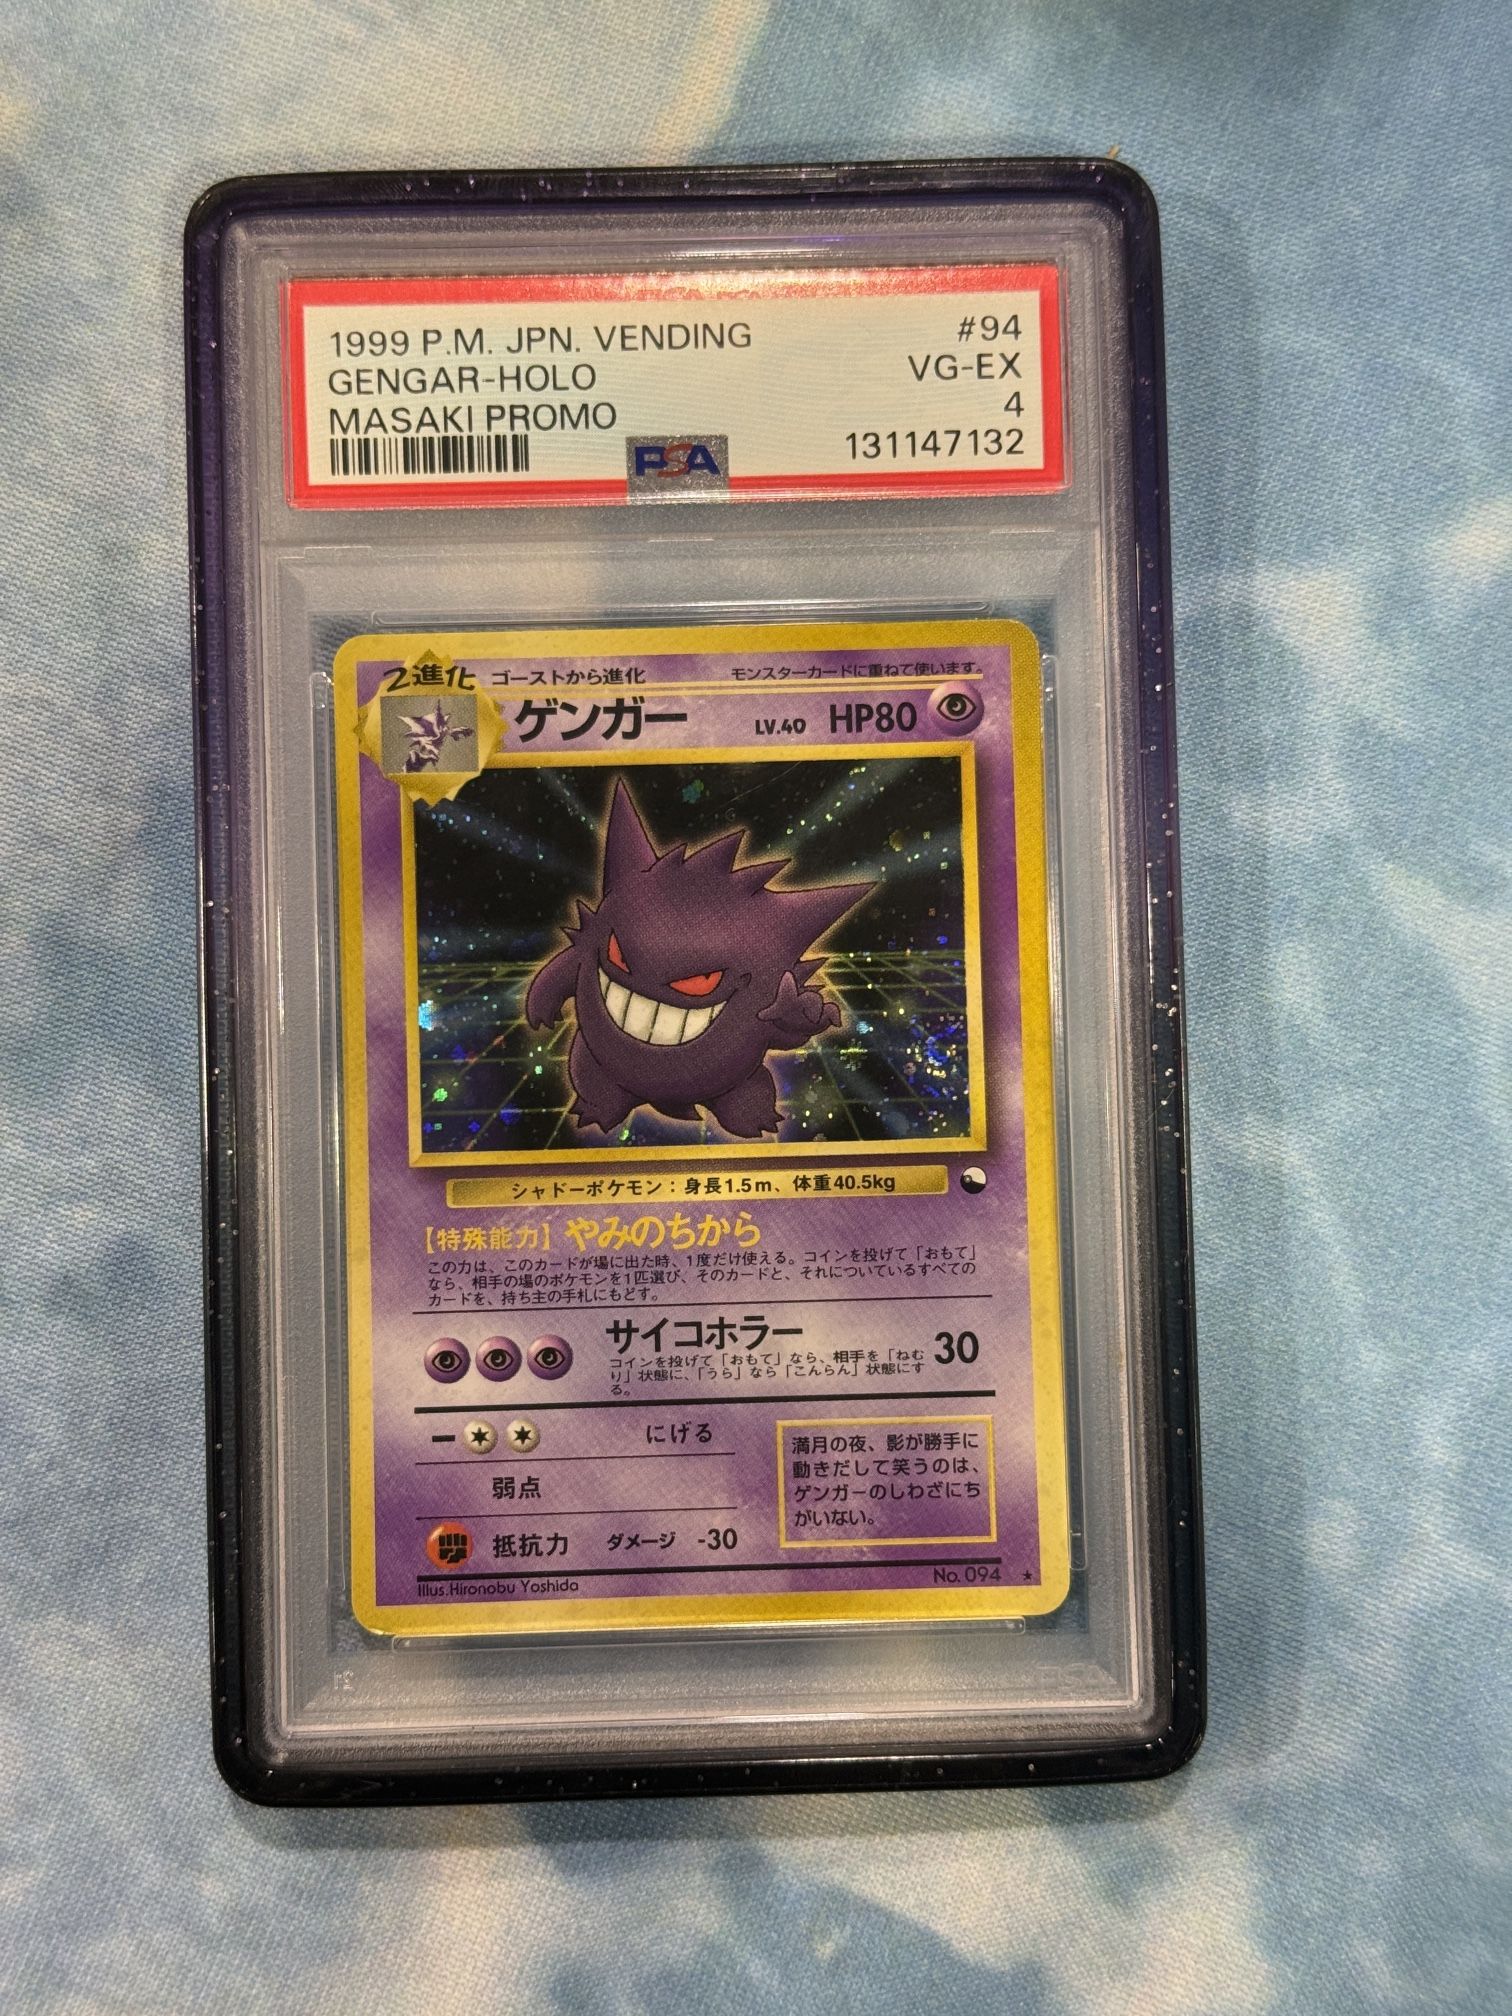 1999 P.M. JPN. VENDING #94
GENGAR-HOLO VG-EX
MASAKI PROMO 4
PSA 131147132
2進化 ゴーストから進化 モンスターカードに重ねて使います。
ゲンガー LV.40 HP80
シャドーポケモン：身長1.5m、体重40.5kg
【特殊能力】やみのちから
この力は、このカードが場に出た時、1度だけ使える。コインを投げて「おもて」
なら、相手の場のポケモンを1匹選び、そのカードと、それについているすべての
カードを、持ち主の手札にもどす。
サイコホラー 30
コインを投げて「おもて」なら、相手を「ねむ
り」状態に、「うら」なら「こんらん」状態にす
る。
にげる
弱点
抵抗力 ダメージ -30
満月の夜、影が勝手に
動きだして笑うのは、
ゲンガーのしわざにち
がいない。
Illus.Hironobu Yoshida No.094 ★